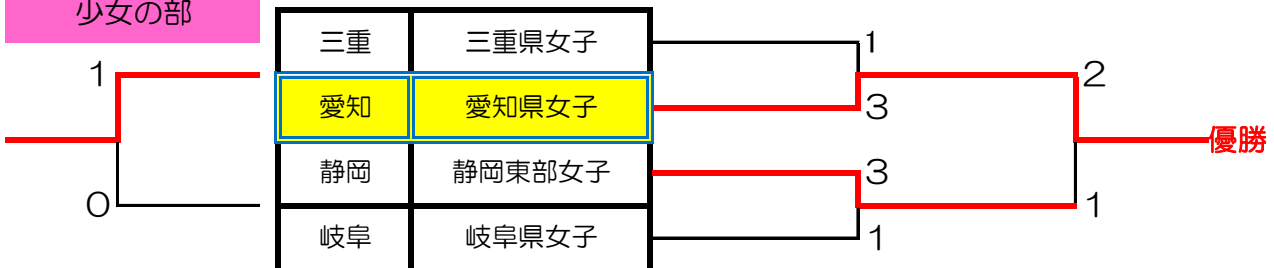 少女の部
三重 三重県女子 1
1 2
愛知 愛知県女子 3
優勝
静岡 静岡東部女子 3
0 1
岐阜 岐阜県女子 1